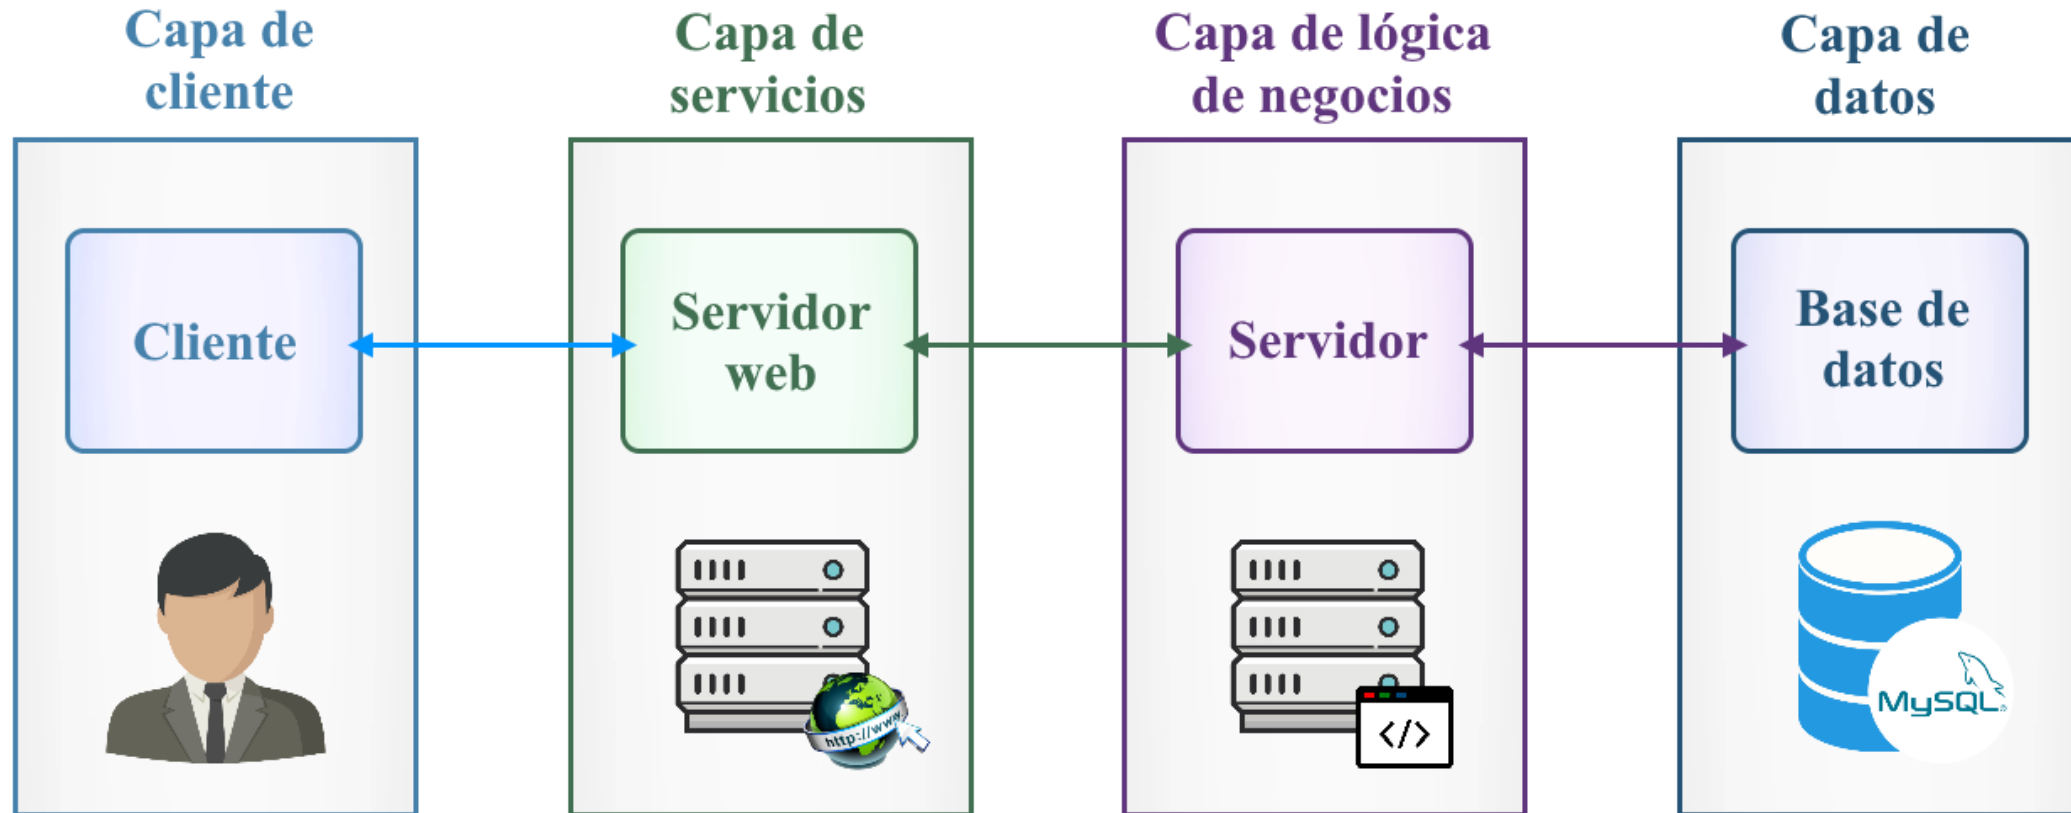 Capa de
cliente
Capa de
servicios
Capa de lógica
de negocios
Capa de
datos
Cliente
Servidor
web
Servidor
Base de
datos
http://www.
</>
MySQL